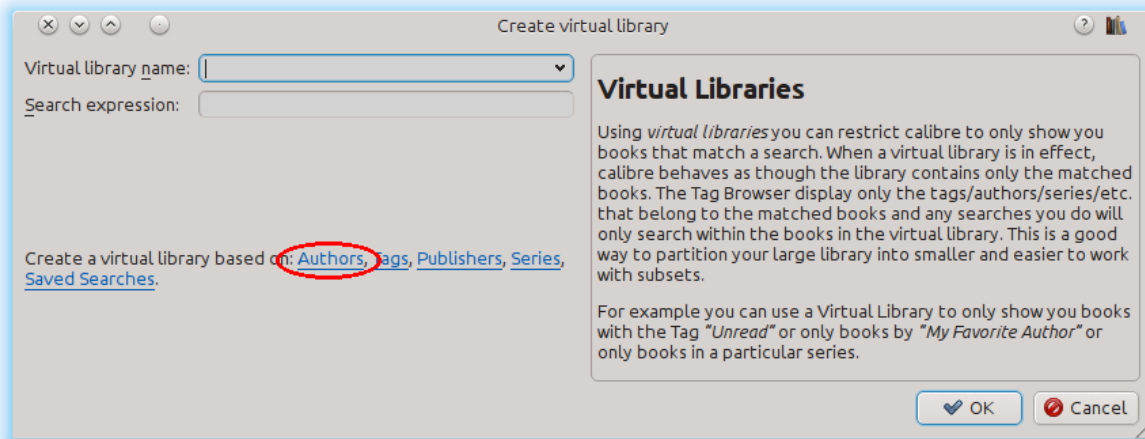 Create virtual library
Virtual library name:
Search expression:
Create a virtual library based on: Authors, Tags, Publishers, Series,
Saved Searches.
Virtual Libraries
Using virtual libraries you can restrict calibre to only show you
books that match a search. When a virtual library is in effect,
calibre behaves as though the library contains only the matched
books. The Tag Browser display only the tags/authors/series/etc.
that belong to the matched books and any searches you do will
only search within the books in the virtual library. This is a good
way to partition your large library into smaller and easier to work
with subsets.
For example you can use a Virtual Library to only show you books
with the Tag "Unread" or only books by "My Favorite Author" or
only books in a particular series.
OK
Cancel